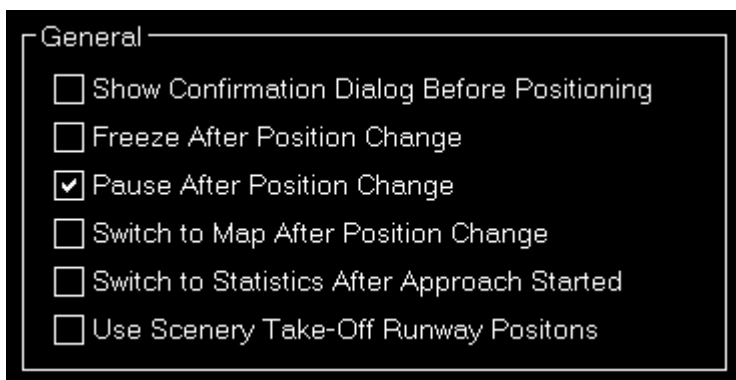 General
Show Confirmation Dialog Before Positioning
Freeze After Position Change
Pause After Position Change
Switch to Map After Position Change
Switch to Statistics After Approach Started
Use Scenery Take-Off Runway Positons